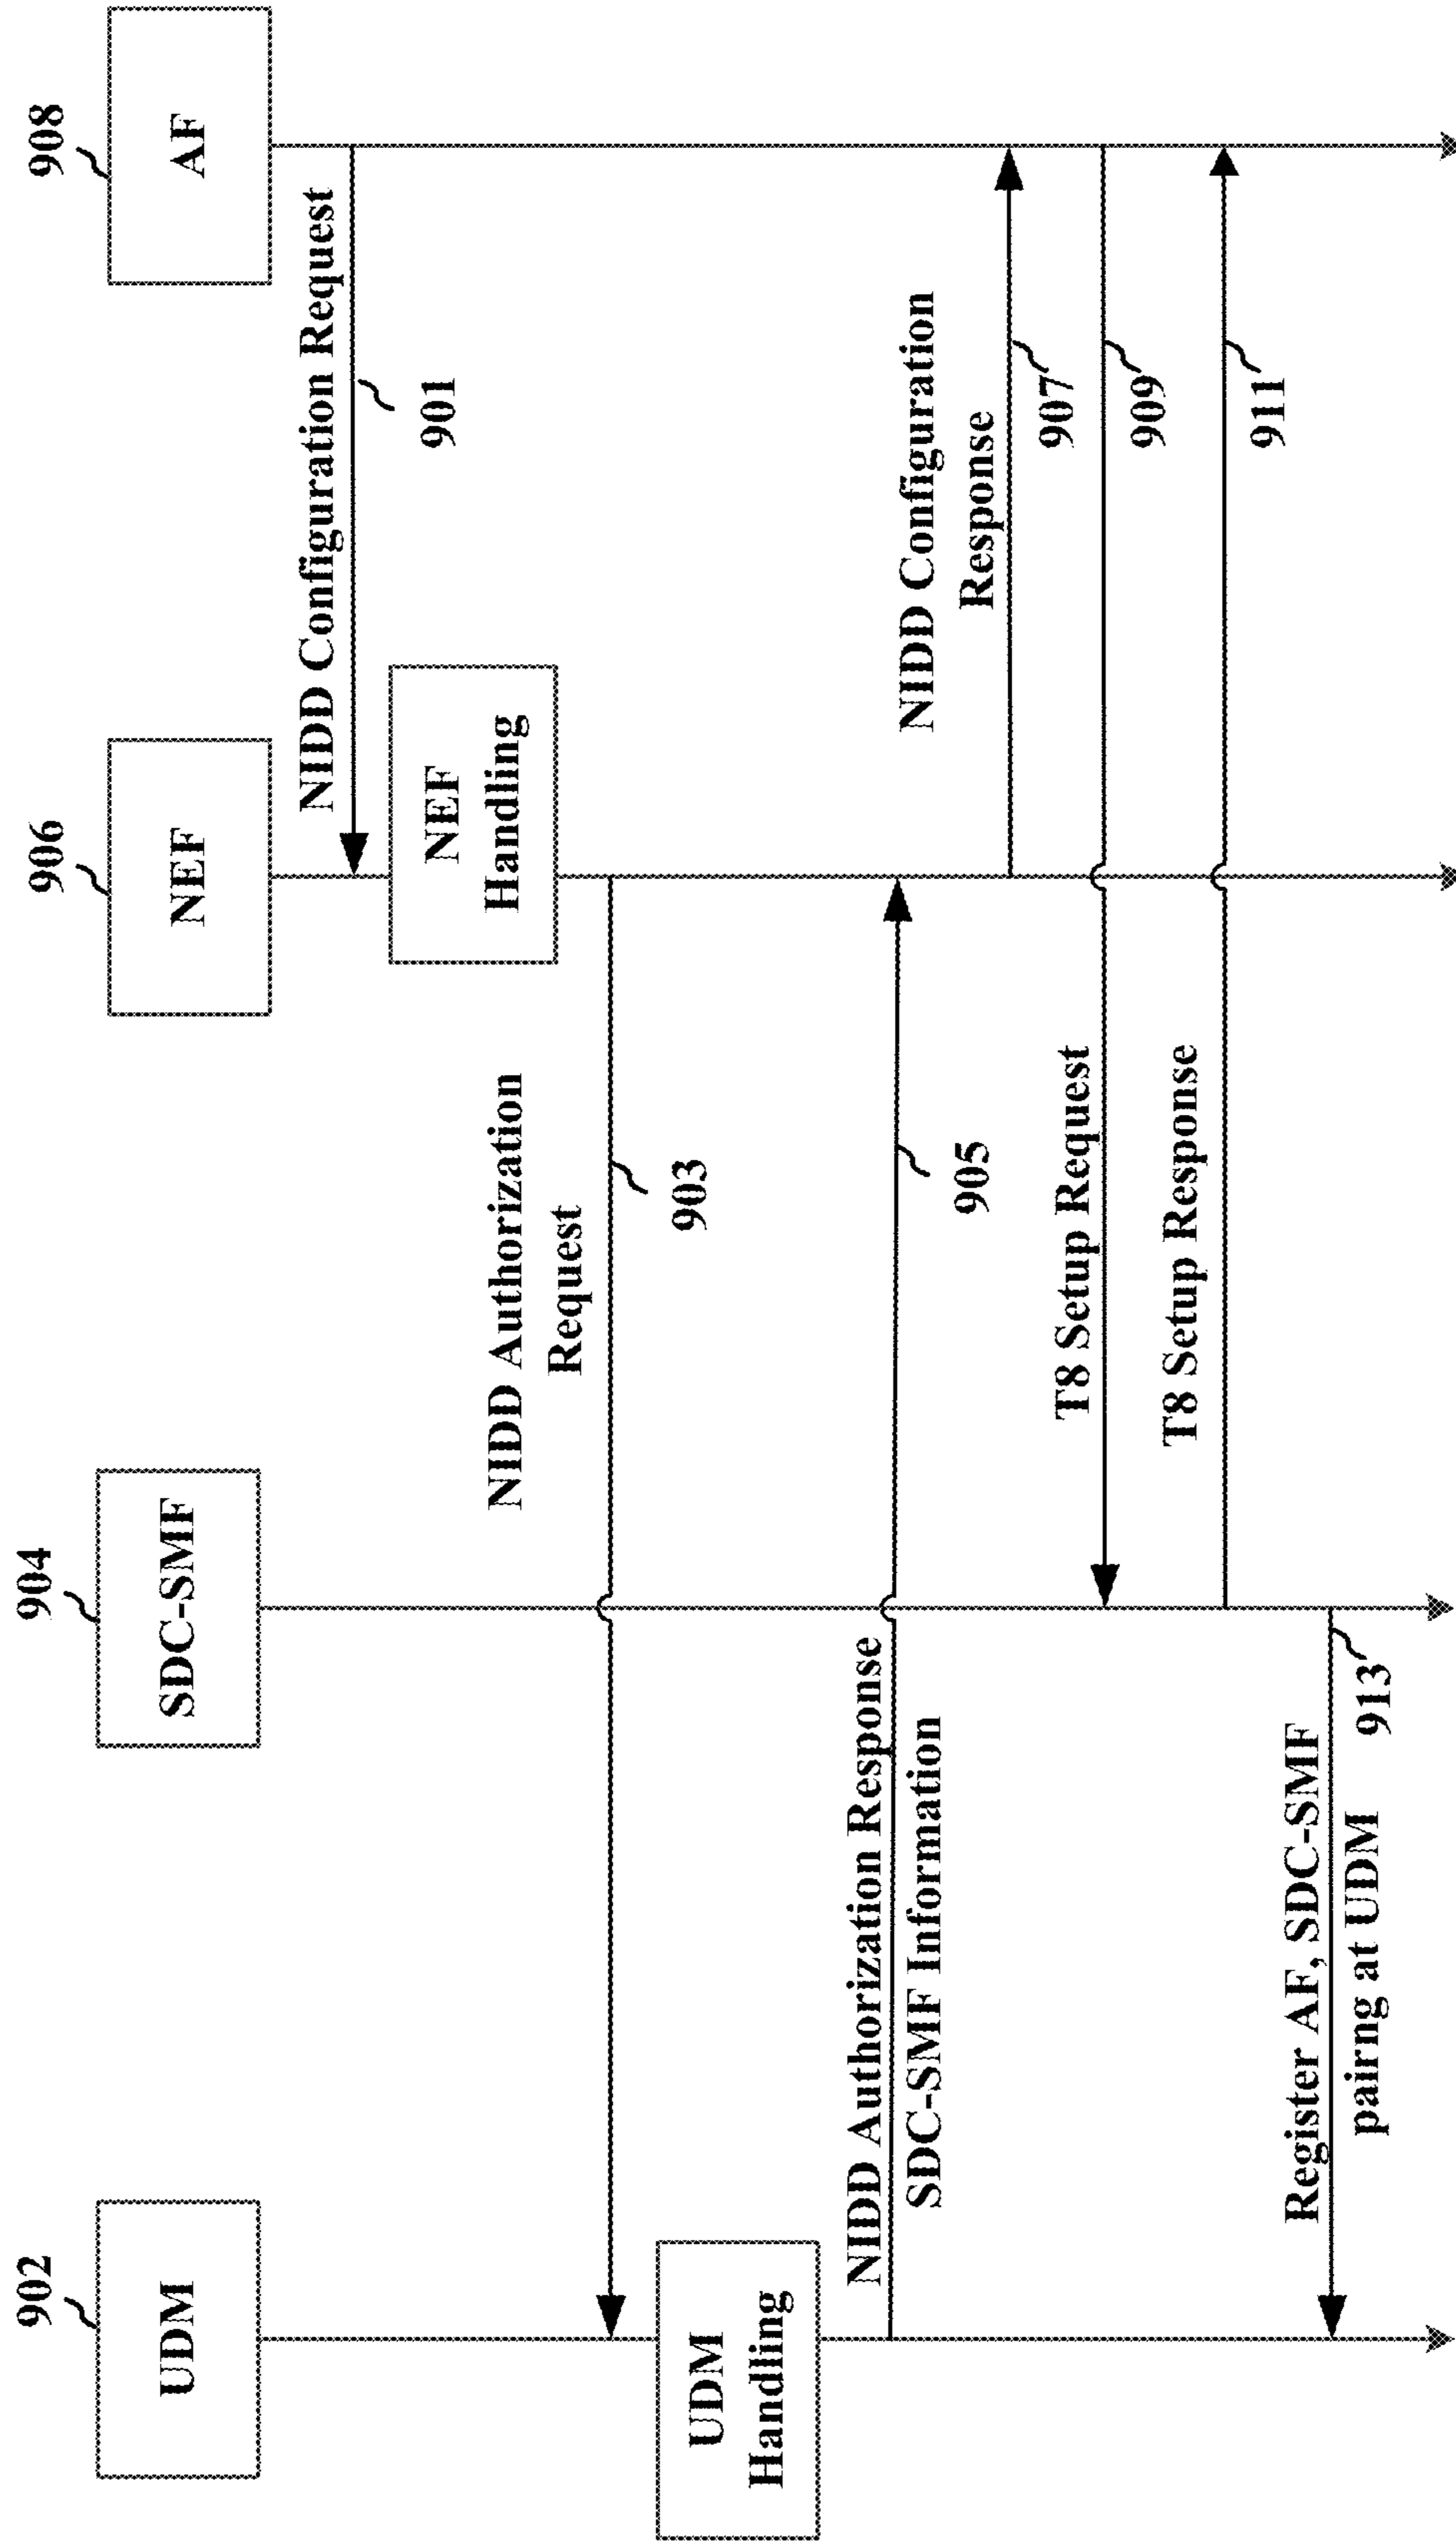 902
904
906
908
UDM
SDC-SMF
NEF
AF
NIDD Configuration Request
901
NEF
Handling
NIDD Authorization
Request
903
UDM
Handling
NIDD Authorization Response
SDC-SMF Information
905
NIDD Configuration
Response
907
T8 Setup Request
909
T8 Setup Response
911
Register AF, SDC-SMF
pairng at UDM
913